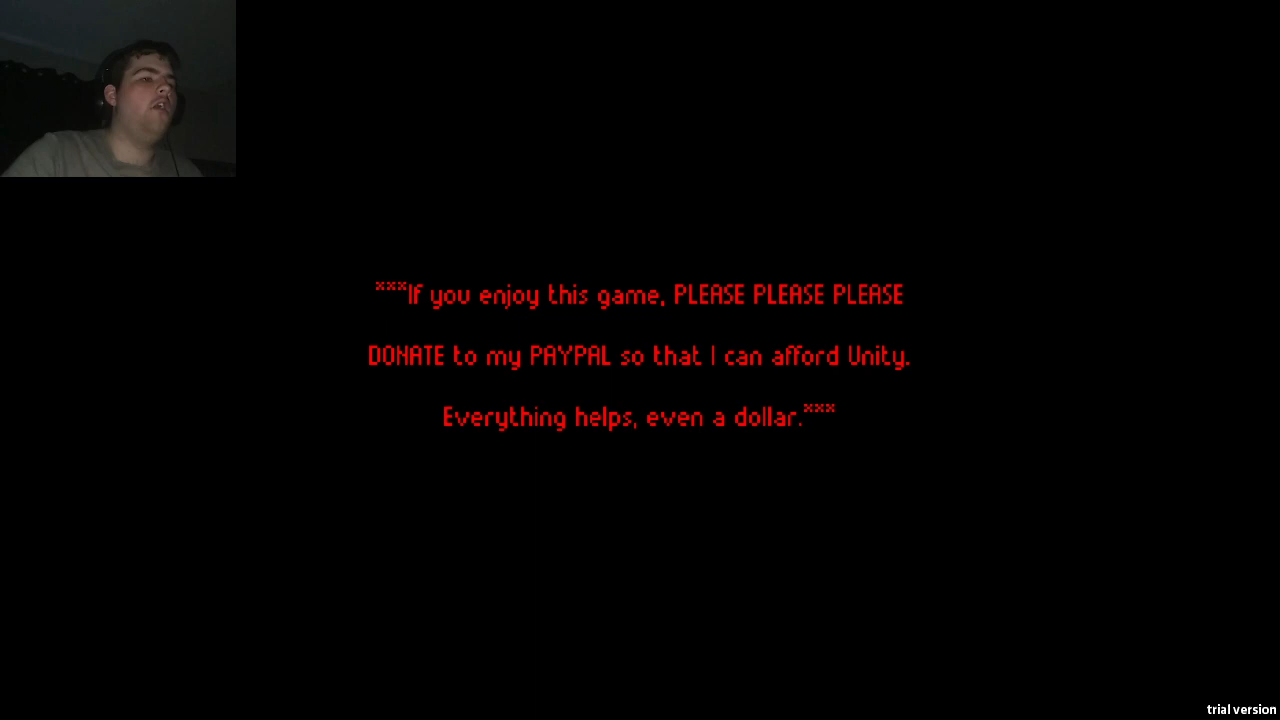 ***If you enjoy this game, PLEASE PLEASE PLEASE
DONATE to my PAYPAL so that I can afford Unity.
Everything helps, even a dollar.***
trial version